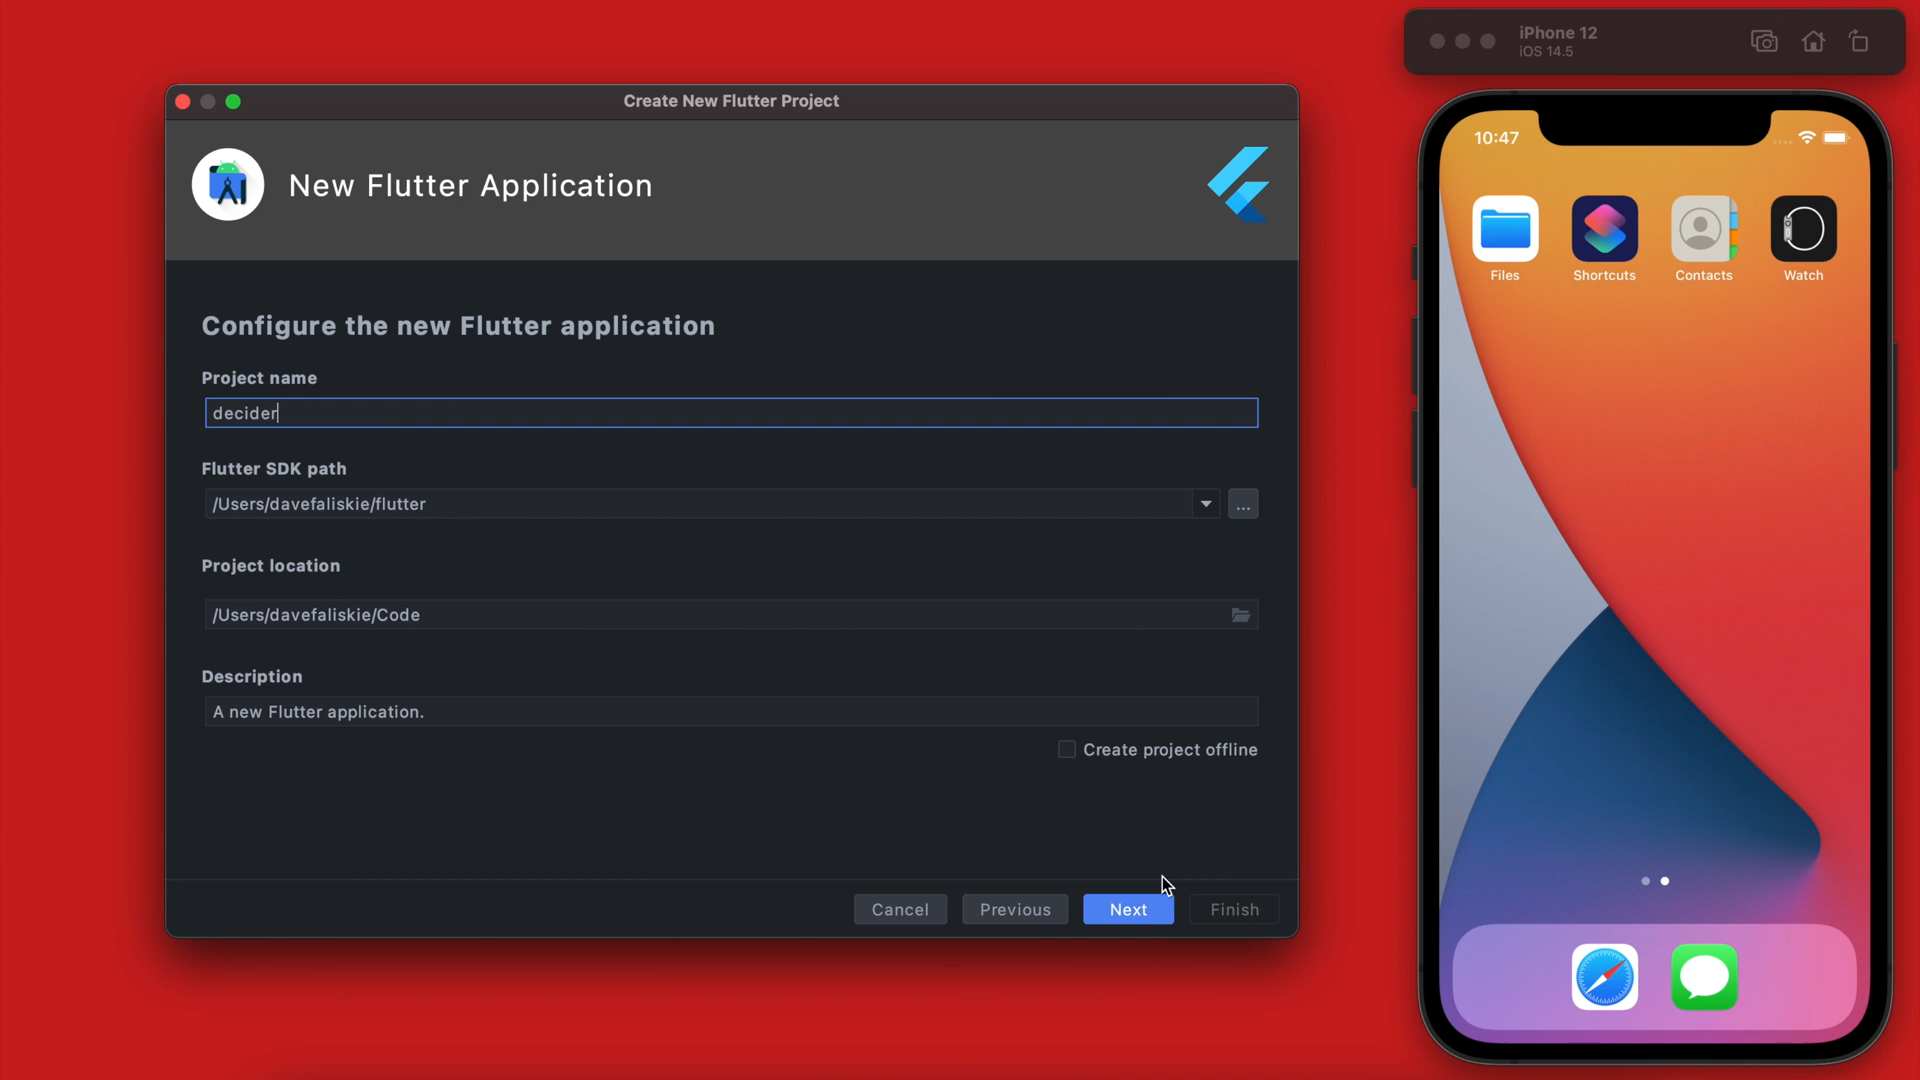 Create New Flutter Project
New Flutter Application
Configure the new Flutter application
Project name
decider
Flutter SDK path
/Users/davefaliskie/flutter
...
Project location
/Users/davefaliskie/Code
Description
A new Flutter application.
Create project offline
Cancel
Previous
Next
Finish
iPhone 12
iOS 14.5
10:47
Files
Shortcuts
Contacts
Watch